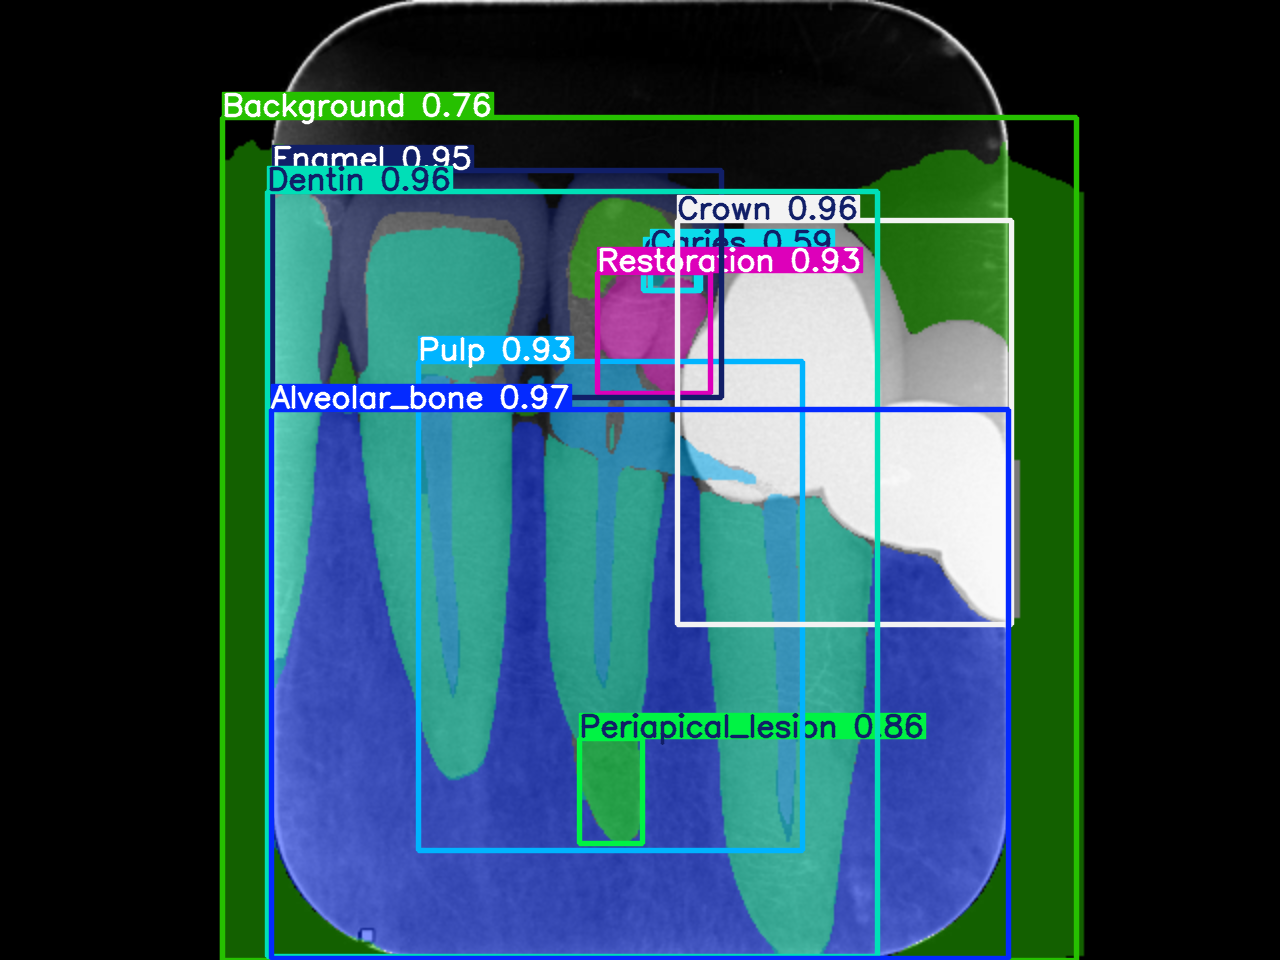 Background 0.76
Enamel 0.95
Dentin 0.96
Crown 0.96
Caries 0.59
Restoration 0.93
Pulp 0.93
Alveolar_bone 0.97
Periapical_lesion 0.86